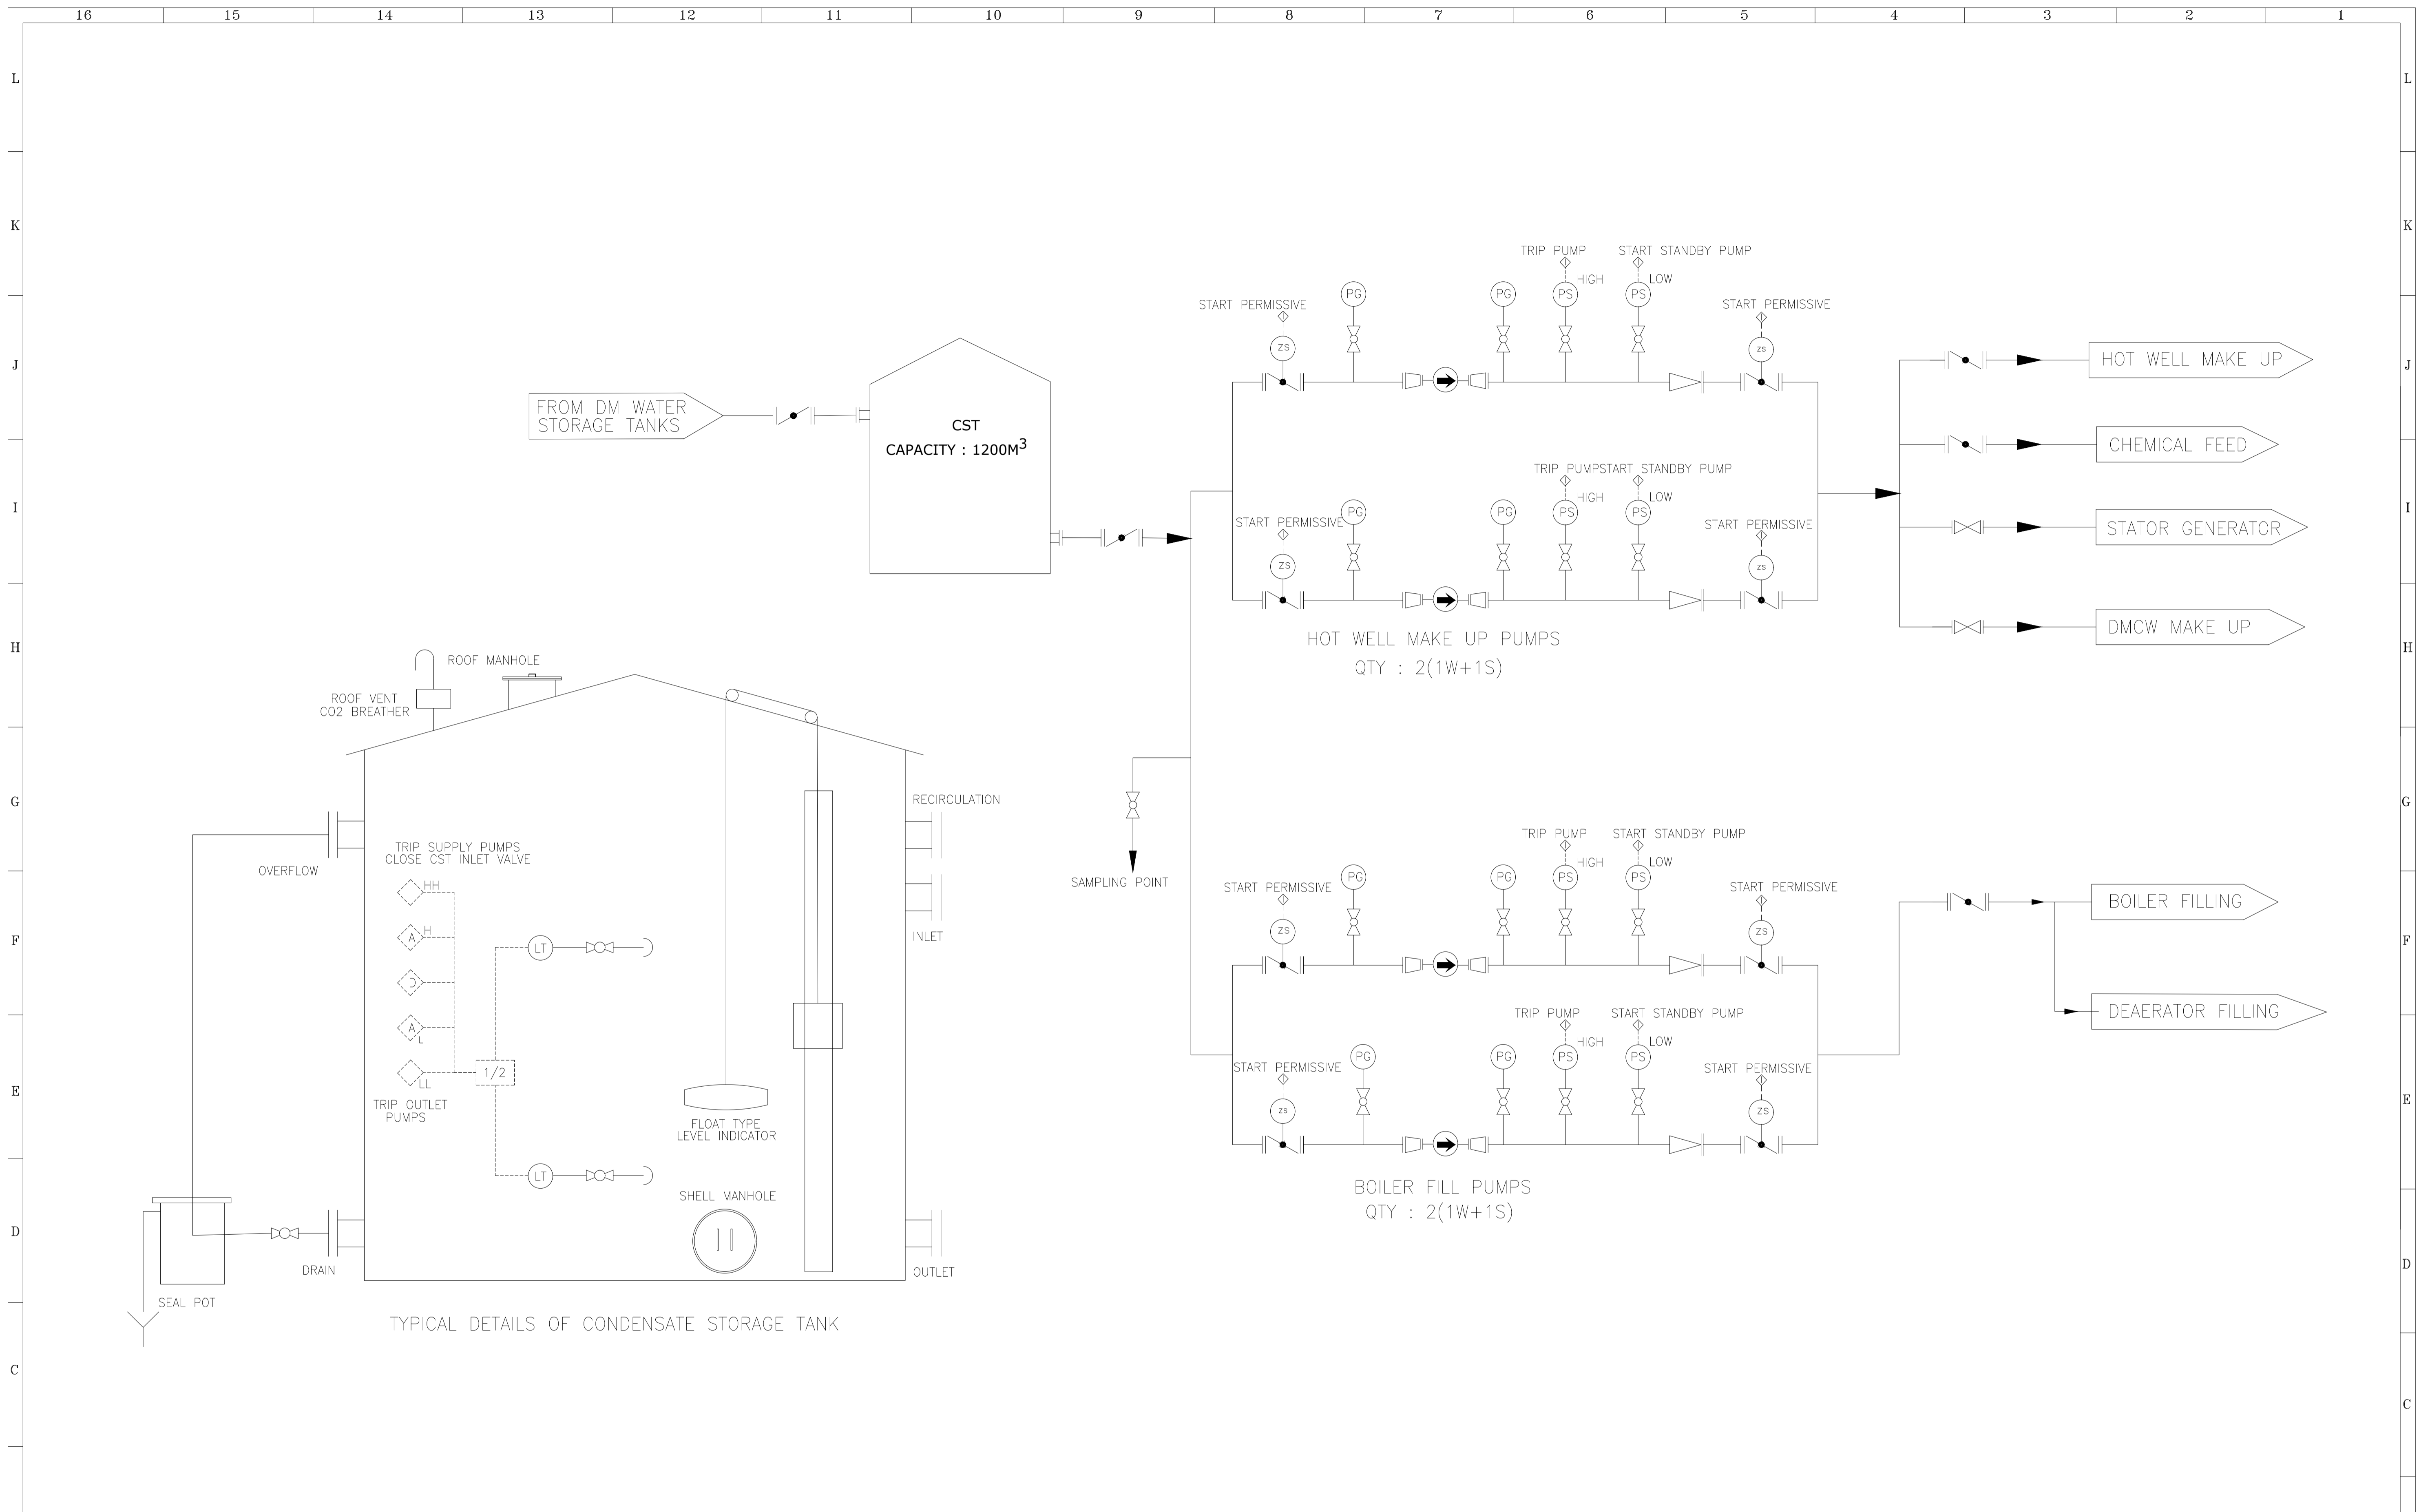 16 15 14 13 12 11 10 9 8 7 6 5 4 3 2 1
L L
K K
TRIP PUMP START STANDBY PUMP
HIGH LOW
PG PG PS PS
START PERMISSIVE START PERMISSIVE
ZS ZS
J J
HOT WELL MAKE UP
FROM DM WATER
STORAGE TANKS
CST
CAPACITY : 1200M3
CHEMICAL FEED
TRIP PUMP START STANDBY PUMP
HIGH LOW
I I
PG PG PS PS
START PERMISSIVE START PERMISSIVE
STATOR GENERATOR
ZS ZS
DMCW MAKE UP
HOT WELL MAKE UP PUMPS
QTY : 2(1W+1S)
H H
ROOF MANHOLE
ROOF VENT
CO2 BREATHER
G G
RECIRCULATION
TRIP SUPPLY PUMPS
CLOSE CST INLET VALVE
OVERFLOW
I HH
A H
D
A L
I LL
1/2
LT
LT
TRIP OUTLET
PUMPS
INLET
FLOAT TYPE
LEVEL INDICATOR
SHELL MANHOLE
DRAIN
OUTLET
SEAL POT
TYPICAL DETAILS OF CONDENSATE STORAGE TANK
SAMPLING POINT
TRIP PUMP START STANDBY PUMP
HIGH LOW
PG PG PS PS
START PERMISSIVE START PERMISSIVE
ZS ZS
BOILER FILLING
F F
DEAERATOR FILLING
TRIP PUMP START STANDBY PUMP
HIGH LOW
PG PG PS PS
START PERMISSIVE START PERMISSIVE
E E
ZS ZS
BOILER FILL PUMPS
QTY : 2(1W+1S)
D D
C C